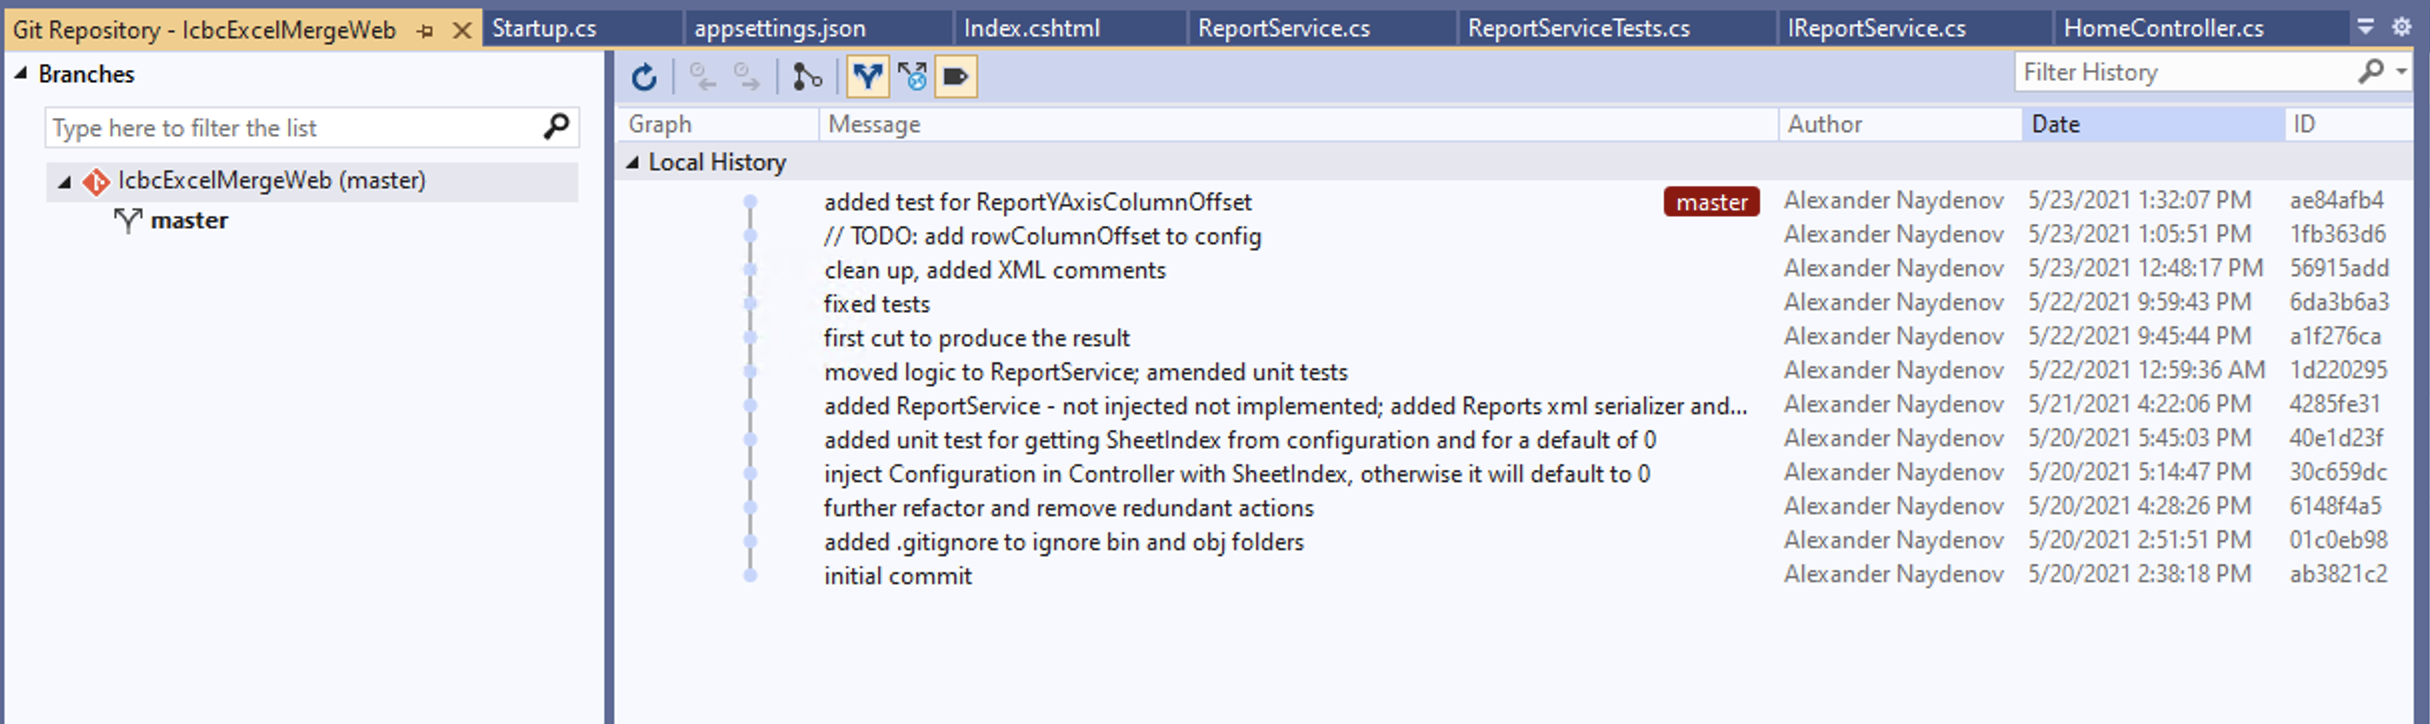 Git Repository - IcbcExcelMergeWeb Startup.cs appsettings.json Index.cshtml ReportService.cs ReportServiceTests.cs IReportService.cs HomeController.cs
Branches
Type here to filter the list
IcbcExcelMergeWeb (master)
master
Filter History
Graph Message Author Date ID
Local History
added test for ReportYAxisColumnOffset master Alexander Naydenov 5/23/2021 1:32:07 PM ae84afb4
// TODO: add rowColumnOffset to config Alexander Naydenov 5/23/2021 1:05:51 PM 1fb363d6
clean up, added XML comments Alexander Naydenov 5/23/2021 12:48:17 PM 56915add
fixed tests Alexander Naydenov 5/22/2021 9:59:43 PM 6da3b6a3
first cut to produce the result Alexander Naydenov 5/22/2021 9:45:44 PM a1f276ca
moved logic to ReportService; amended unit tests Alexander Naydenov 5/22/2021 12:59:36 AM 1d220295
added ReportService - not injected not implemented; added Reports xml serializer and... Alexander Naydenov 5/21/2021 4:22:06 PM 4285fe31
added unit test for getting SheetIndex from configuration and for a default of 0 Alexander Naydenov 5/20/2021 5:45:03 PM 40e1d23f
inject Configuration in Controller with SheetIndex, otherwise it will default to 0 Alexander Naydenov 5/20/2021 5:14:47 PM 30c659dc
further refactor and remove redundant actions Alexander Naydenov 5/20/2021 4:28:26 PM 6148f4a5
added .gitignore to ignore bin and obj folders Alexander Naydenov 5/20/2021 2:51:51 PM 01c0eb98
initial commit Alexander Naydenov 5/20/2021 2:38:18 PM ab3821c2